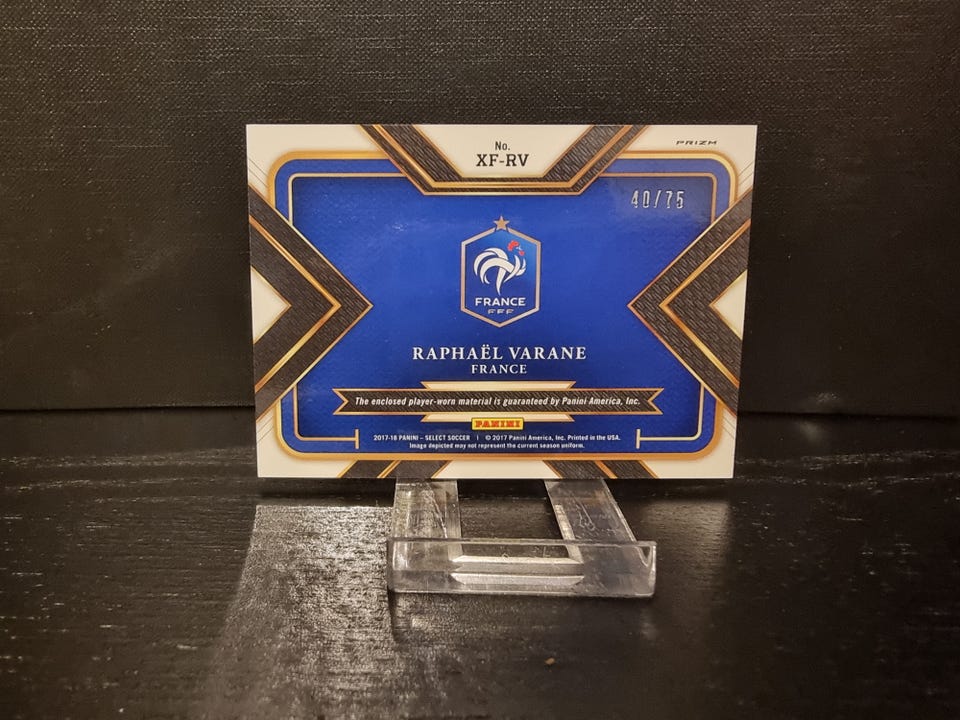 No.
XF-RV
PRIZM
40/75
FRANCE
FFF
RAPHAËL VARANE
FRANCE
The enclosed player-worn material is guaranteed by Panini America, Inc.
PANINI
2017-18 PANINI – SELECT SOCCER | © 2017 Panini America, Inc. Printed in the USA.
Image depicted may not represent the current season uniform.